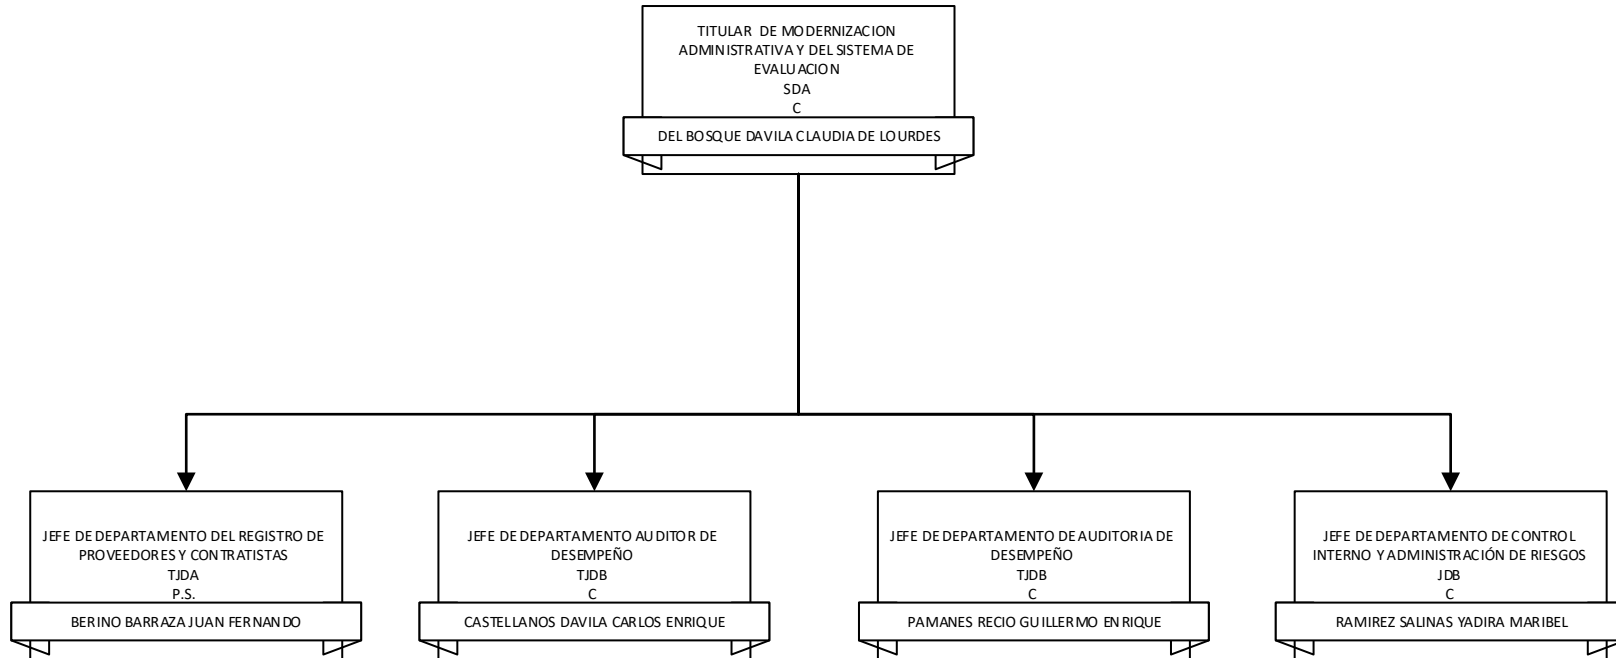 TITULAR DE MODERNIZACION
ADMINISTRATIVA Y DEL SISTEMA DE
EVALUACION
SDA
C
DEL BOSQUE DAVILA CLAUDIA DE LOURDES
JEFE DE DEPARTAMENTO DEL REGISTRO DE
PROVEEDORES Y CONTRATISTAS
TJDA
P.S.
BERINO BARRAZA JUAN FERNANDO
JEFE DE DEPARTAMENTO AUDITOR DE
DESEMPEÑO
TJDB
C
CASTELLANOS DAVILA CARLOS ENRIQUE
JEFE DE DEPARTAMENTO DE AUDITORIA DE
DESEMPEÑO
TJDB
C
PAMANES RECIO GUILLERMO ENRIQUE
JEFE DE DEPARTAMENTO DE CONTROL
INTERNO Y ADMINISTRACIÓN DE RIESGOS
JDB
C
RAMIREZ SALINAS YADIRA MARIBEL